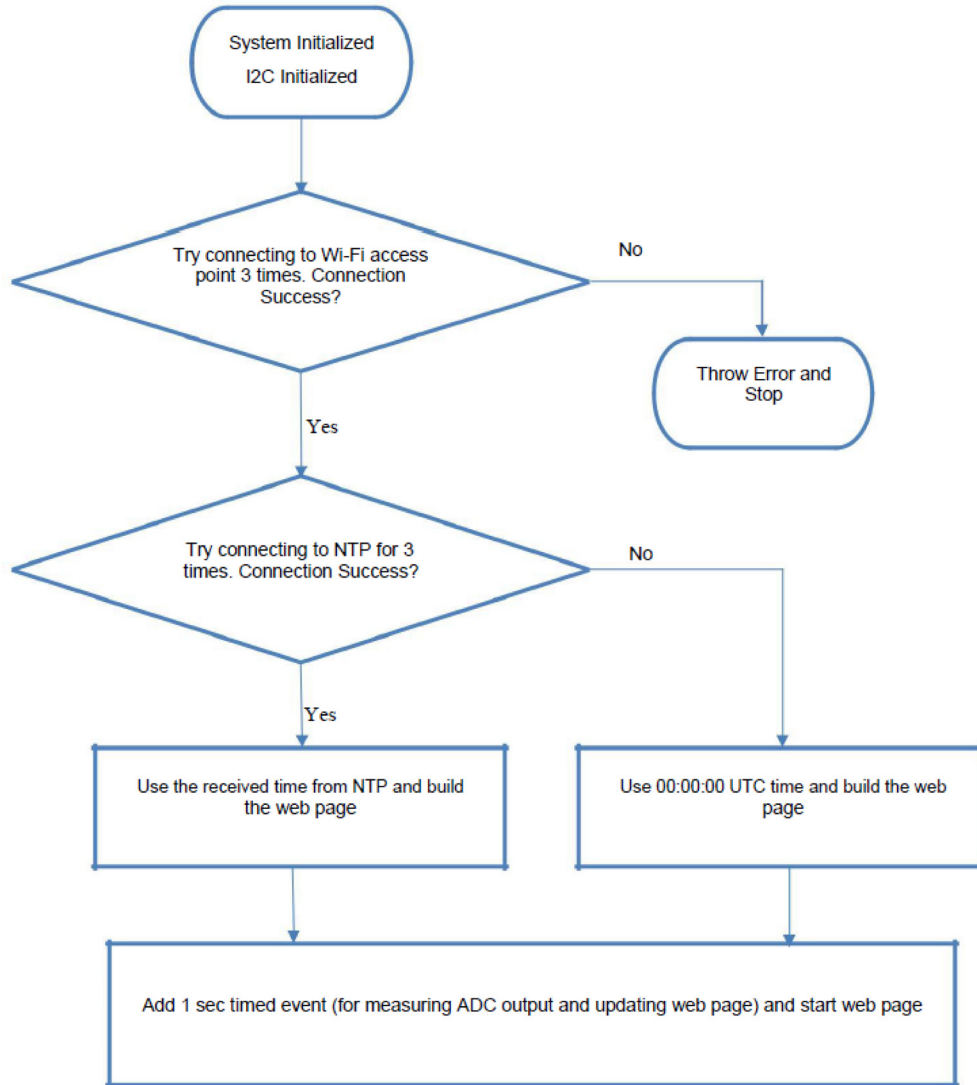 System Initialized
I2C Initialized
Try connecting to Wi-Fi access
point 3 times. Connection
Success?
No
Throw Error and
Stop
Yes
Try connecting to NTP for 3
times. Connection Success?
No
Yes
Use the received time from NTP and build
the web page
Use 00:00:00 UTC time and build the web
page
Add 1 sec timed event (for measuring ADC output and updating web page) and start web page